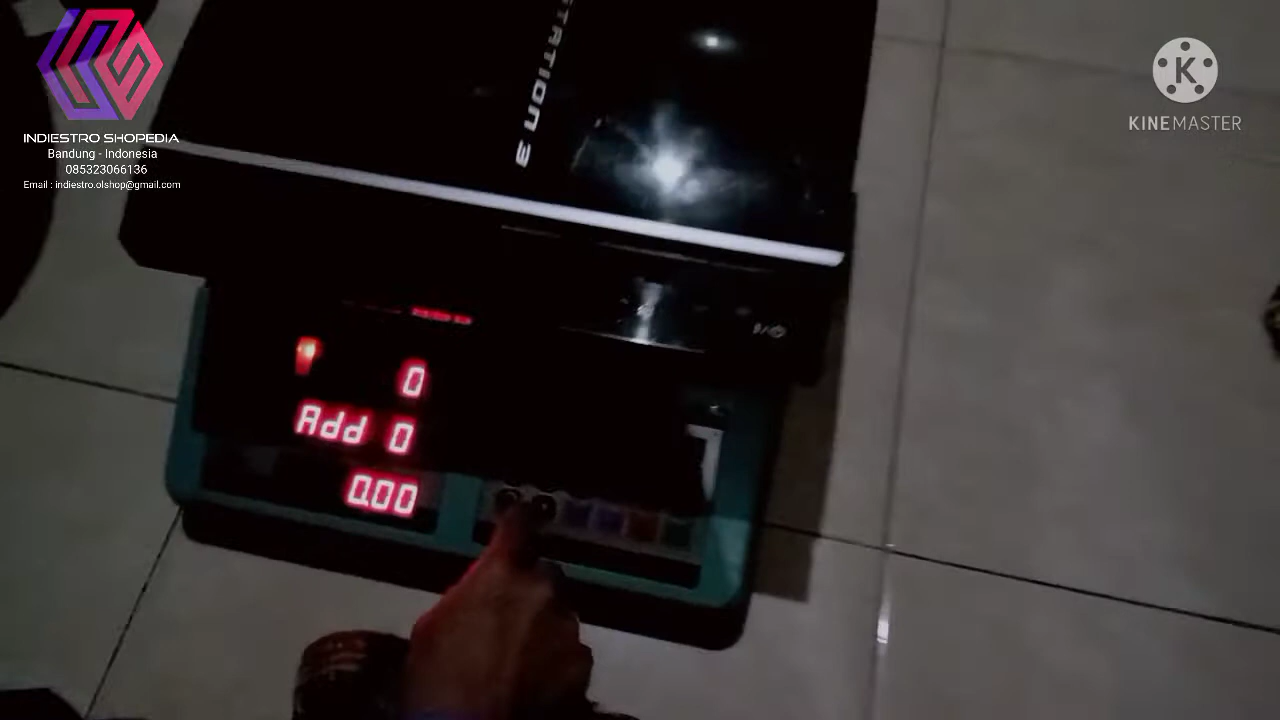 INDIESTRO SHOPEDIA
Bandung - Indonesia
085323066136
Email : indiestro.olshop@gmail.com
K
KINEMASTER
STATION 3
0
Add 0
0.00